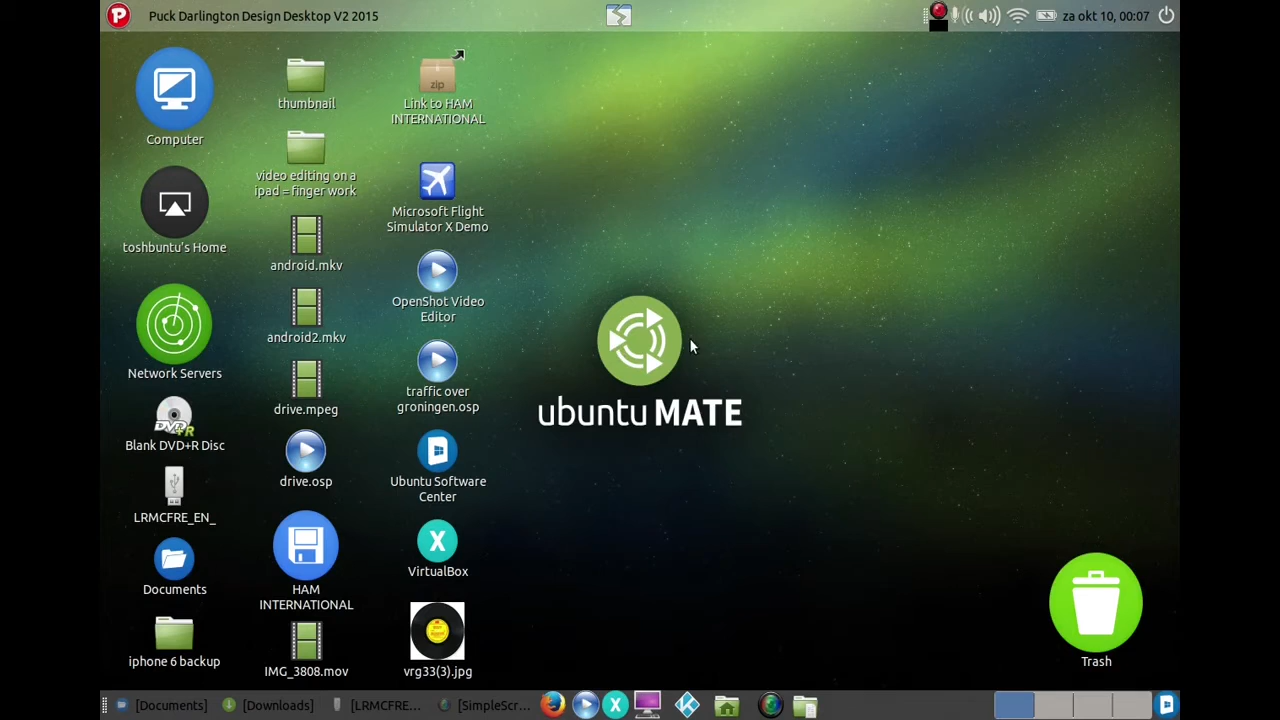 Puck Darlington Design Desktop V2 2015
za okt 10, 00:07
Computer
toshbuntu's Home
Network Servers
Blank DVD+R Disc
LRMCFRE_EN_
Documents
iphone 6 backup
thumbnail
video editing on a
ipad = finger work
android.mkv
android2.mkv
drive.mpeg
drive.osp
HAM
INTERNATIONAL
IMG_3808.mov
zip
Link to HAM
INTERNATIONAL
Microsoft Flight
Simulator X Demo
OpenShot Video
Editor
traffic over
groningen.osp
Ubuntu Software
Center
X
VirtualBox
vrg33(3).jpg
ubuntu MATE
Trash
[Documents]
[Downloads]
[LRMCFRE...
[SimpleScr...
X